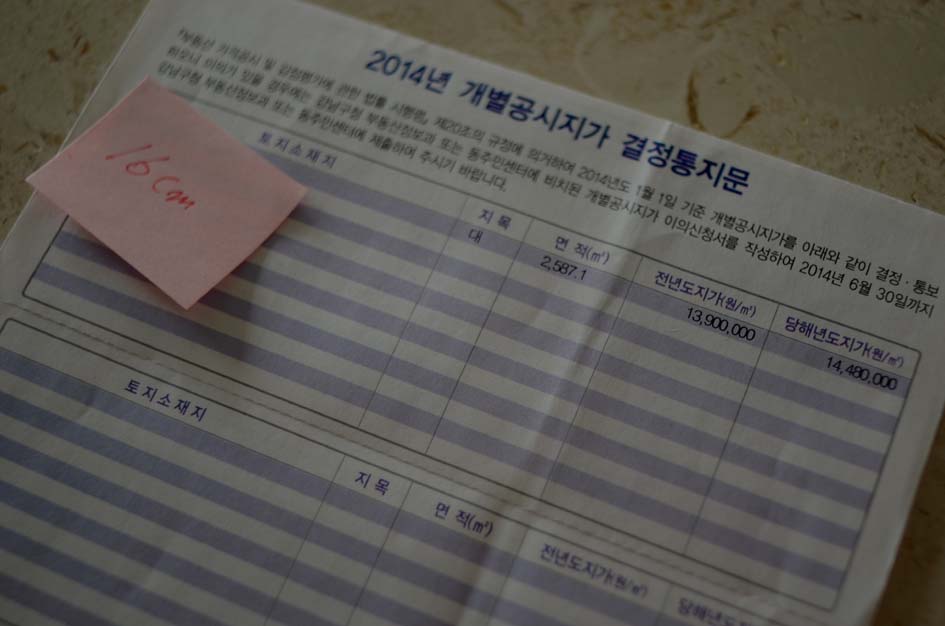 2014년 개별공시지가 결정통지문
「부동산 가격공시 및 감정평가에 관한 법률 시행령」 제20조의 규정에 의거하여 2014년도 1월 1일 기준 개별공시지가를 아래와 같이 결정·통보
하오니 이의가 있을 경우에는 강남구청 부동산정보과 또는 동주민센터에 비치된 개별공시지가 이의신청서를 작성하여 2014년 6월 30일까지
강남구청 부동산정보과 또는 동주민센터에 제출하여 주시기 바랍니다.
16
토지소재지 지목 면적(㎡) 전년도지가(원/㎡) 당해년도지가(원/㎡)
대 2,587.1 13,900,000 14,480,000
토지소재지 지목 면적(㎡) 전년도지가(원/㎡) 당해년도지가(원/㎡)